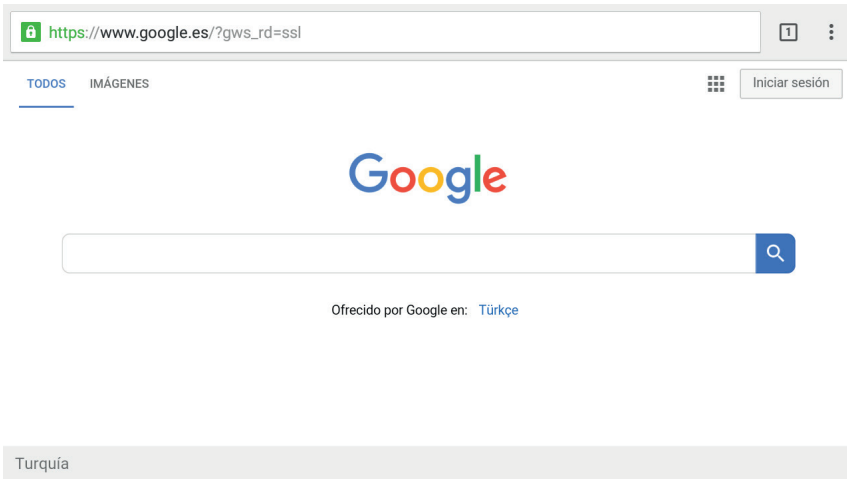 https://www.google.es/?gws_rd=ssl 1
TODOS IMÁGENES Iniciar sesión
Google
Ofrecido por Google en: Türkçe
Turquía